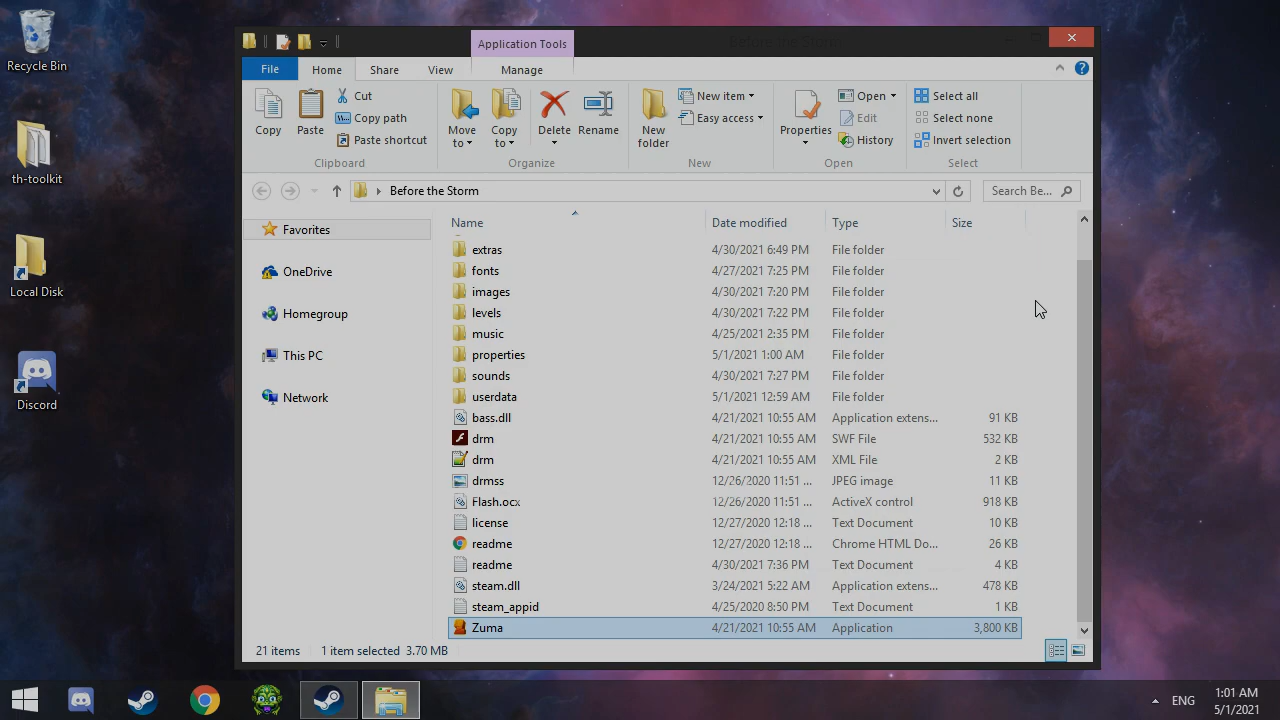 Recycle Bin
th-toolkit
Local Disk
Discord
Application Tools
Before the Storm
File Home Share View Manage
Copy
Paste
Cut
Copy path
Paste shortcut
Clipboard
Move to
Copy to
Delete
Rename
Organize
New folder
New item
Easy access
New
Properties
Open
Edit
History
Open
Select all
Select none
Invert selection
Select
Before the Storm
Search Be...
Favorites
OneDrive
Homegroup
This PC
Network
Name Date modified Type Size
extras 4/30/2021 6:49 PM File folder
fonts 4/27/2021 7:25 PM File folder
images 4/30/2021 7:20 PM File folder
levels 4/30/2021 7:22 PM File folder
music 4/25/2021 2:35 PM File folder
properties 5/1/2021 1:00 AM File folder
sounds 4/30/2021 7:27 PM File folder
userdata 5/1/2021 12:59 AM File folder
bass.dll 4/21/2021 10:55 AM Application extens... 91 KB
drm 4/21/2021 10:55 AM SWF File 532 KB
drm 4/21/2021 10:55 AM XML File 2 KB
drmss 12/26/2020 11:51 ... JPEG image 11 KB
Flash.ocx 12/26/2020 11:51 ... ActiveX control 918 KB
license 12/27/2020 12:18 ... Text Document 10 KB
readme 12/27/2020 12:18 ... Chrome HTML Do... 26 KB
readme 4/30/2021 7:36 PM Text Document 4 KB
steam.dll 3/24/2021 5:22 AM Application extens... 478 KB
steam_appid 4/25/2020 8:50 PM Text Document 1 KB
Zuma 4/21/2021 10:55 AM Application 3,800 KB
21 items 1 item selected 3.70 MB
ENG
1:01 AM
5/1/2021